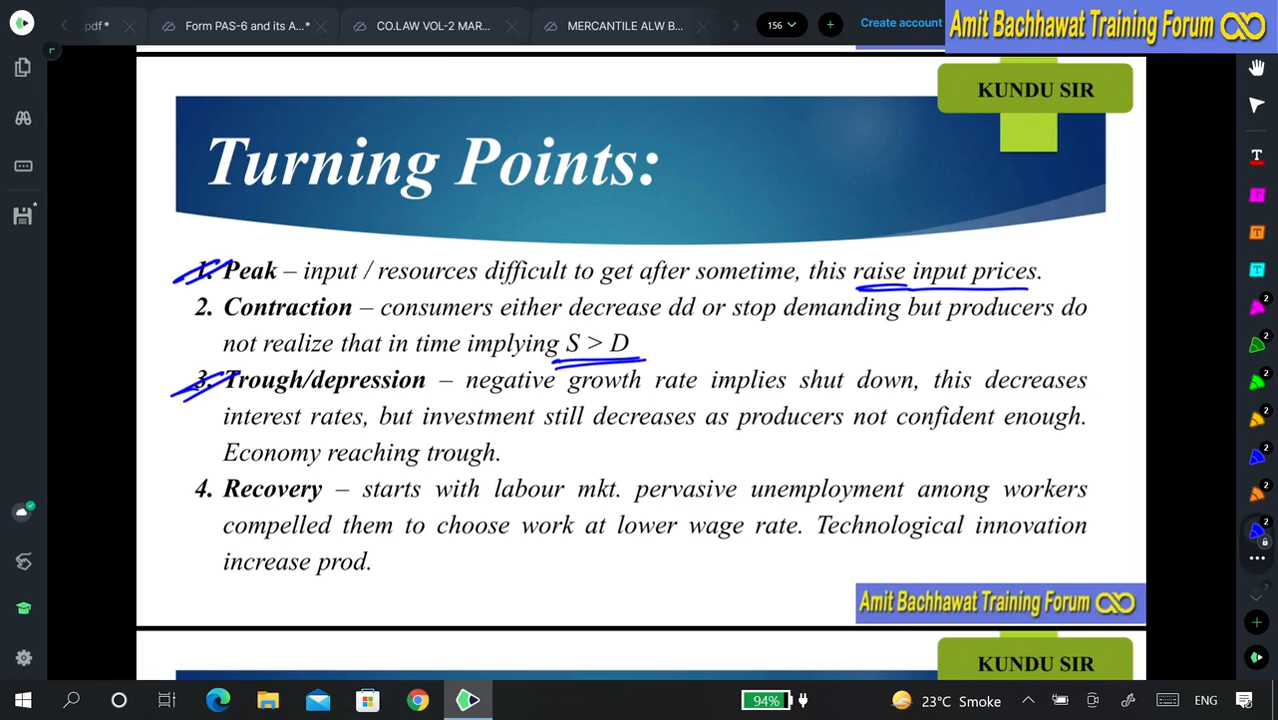 pdf *
Form PAS-6 and its A... *
CO.LAW VOL-2 MAR...
MERCANTILE ALW B...
156
Create account
Amit Bachhawat Training Forum
KUNDU SIR
Turning Points:
1. Peak – input / resources difficult to get after sometime, this raise input prices.
2. Contraction – consumers either decrease dd or stop demanding but producers do
not realize that in time implying S > D
3. Trough/depression – negative growth rate implies shut down, this decreases
interest rates, but investment still decreases as producers not confident enough.
Economy reaching trough.
4. Recovery – starts with labour mkt. pervasive unemployment among workers
compelled them to choose work at lower wage rate. Technological innovation
increase prod.
Amit Bachhawat Training Forum
KUNDU SIR
94%
23°C Smoke
ENG